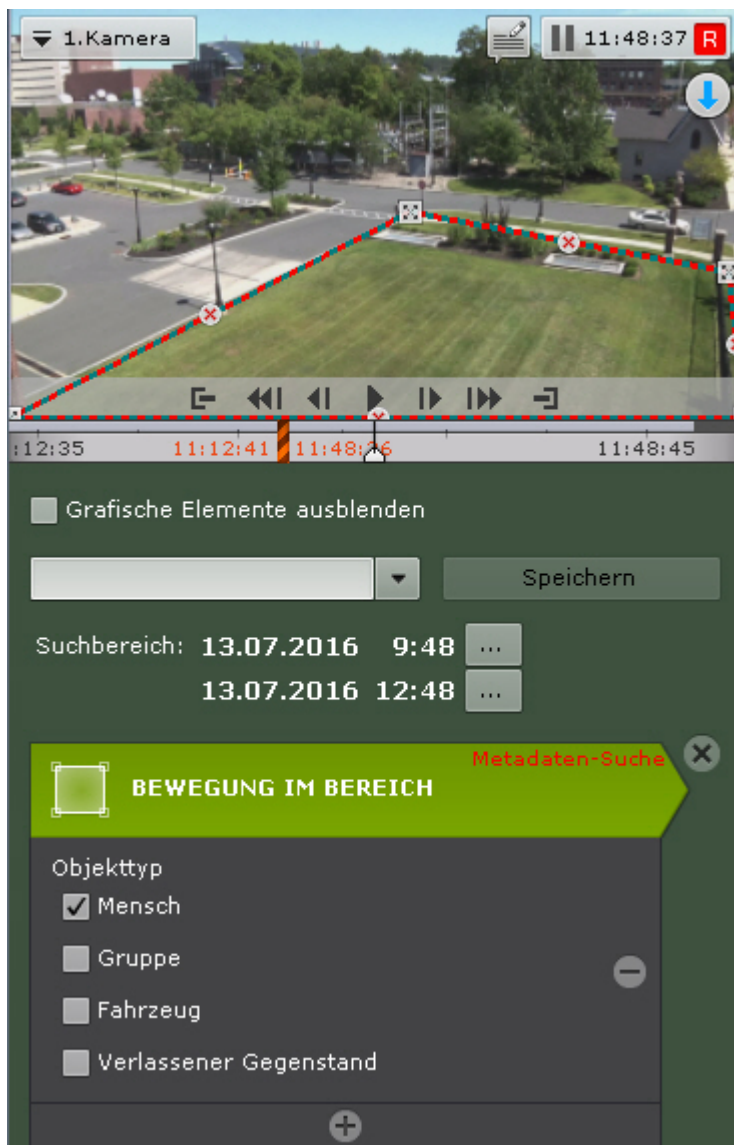 1.Kamera
11:48:37 R
:12:35 11:12:41 11:48:36 11:48:45
Grafische Elemente ausblenden
Speichern
Suchbereich: 13.07.2016 9:48 ...
13.07.2016 12:48 ...
Metadaten-Suche
BEWEGUNG IM BEREICH
Objekttyp
Mensch
Gruppe
Fahrzeug
Verlassener Gegenstand